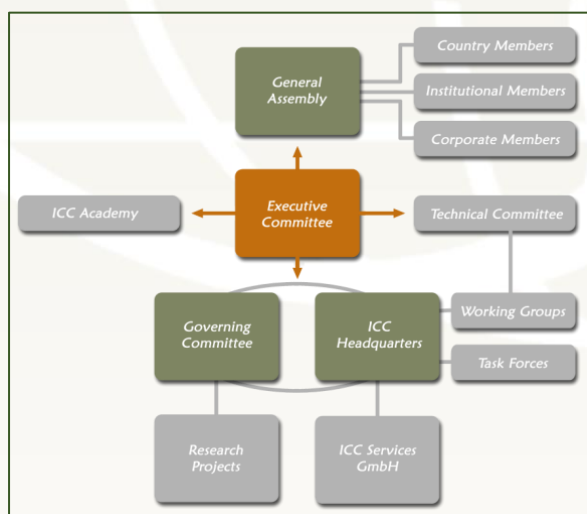 Country Members
General
Assembly
Institutional Members
Corporate Members
ICC Academy
Executive
Committee
Technical Committee
Governing
Committee
ICC
Headquarters
Working Groups
Task Forces
Research
Projects
ICC Services
GmbH